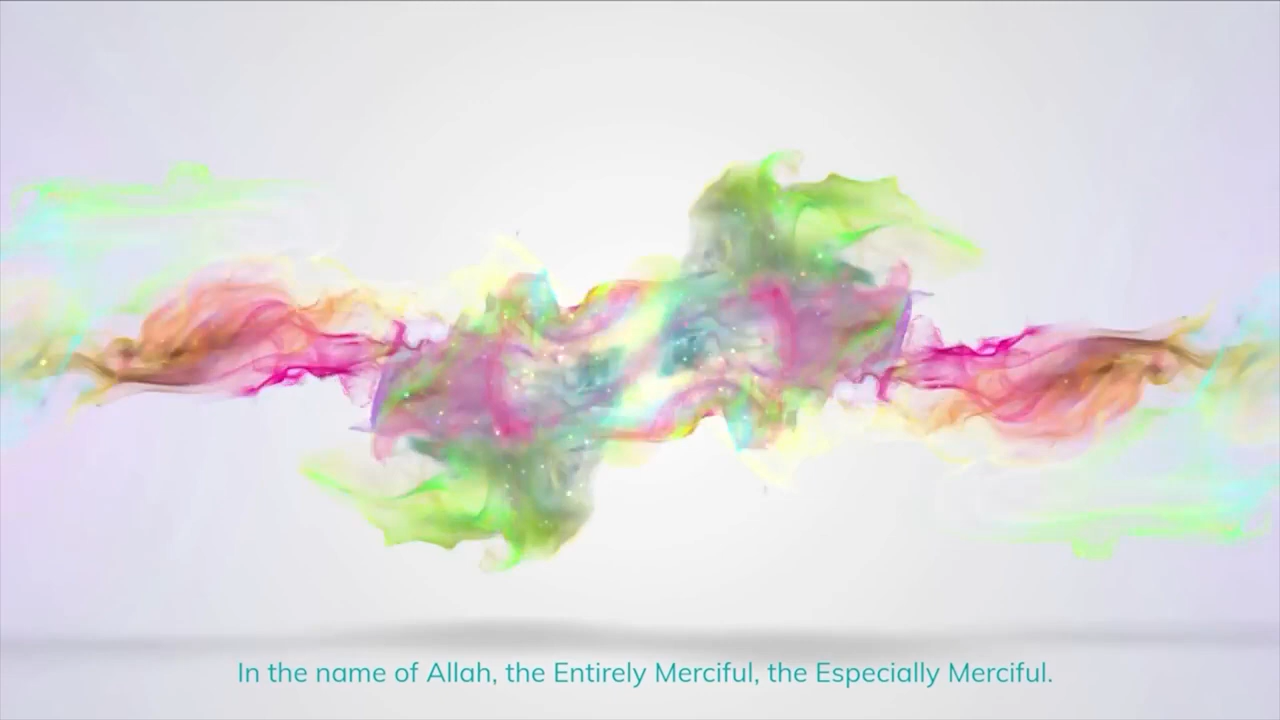 In the name of Allah, the Entirely Merciful, the Especially Merciful.